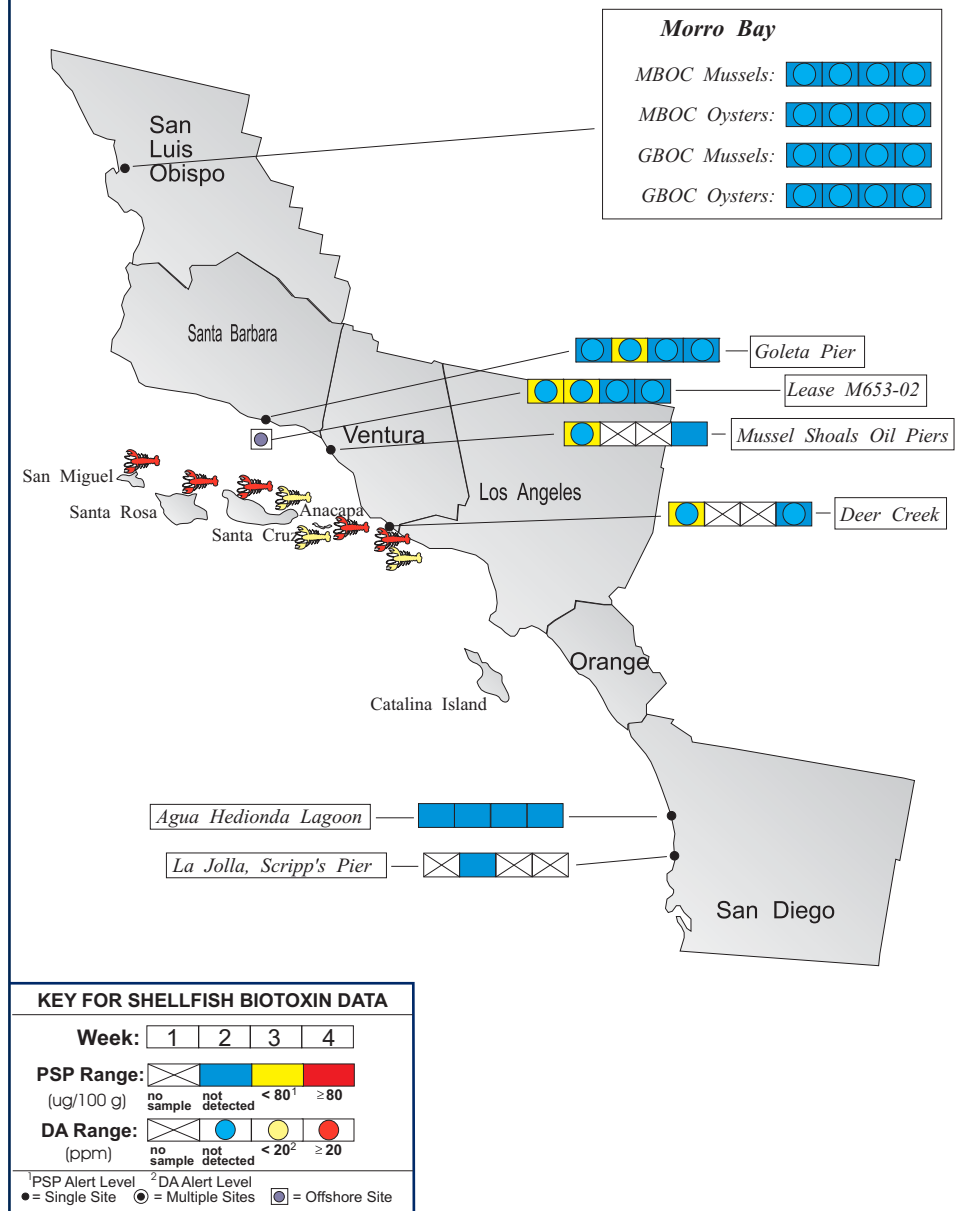 Morro Bay
MBOC Mussels:
MBOC Oysters:
GBOC Mussels:
GBOC Oysters:
San
Luis
Obispo
Santa Barbara
Goleta Pier
Lease M653-02
Ventura
Mussel Shoals Oil Piers
San Miguel
Los Angeles
Santa Rosa
Anacapa
Deer Creek
Santa Cruz
Orange
Catalina Island
Agua Hedionda Lagoon
La Jolla, Scripp's Pier
San Diego
KEY FOR SHELLFISH BIOTOXIN DATA
Week: 1 2 3 4
PSP Range:
(ug/100 g)
no sample not detected < 80¹ ≥80
DA Range:
(ppm)
no sample not detected < 20² ≥20
¹PSP Alert Level ²DA Alert Level
= Single Site = Multiple Sites = Offshore Site